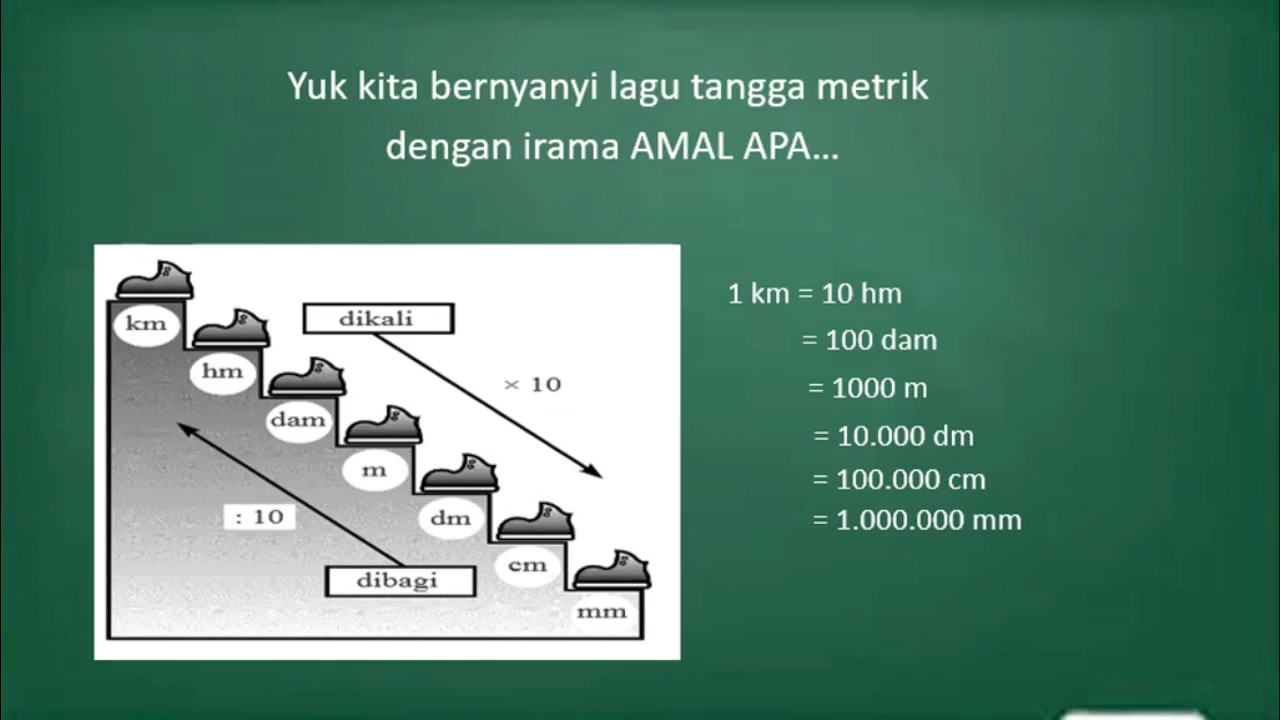 Yuk kita bernyanyi lagu tangga metrik
dengan irama AMAL APA...
km
hm
dam
m
dm
cm
mm
dikali
× 10
: 10
dibagi
1 km = 10 hm
= 100 dam
= 1000 m
= 10.000 dm
= 100.000 cm
= 1.000.000 mm